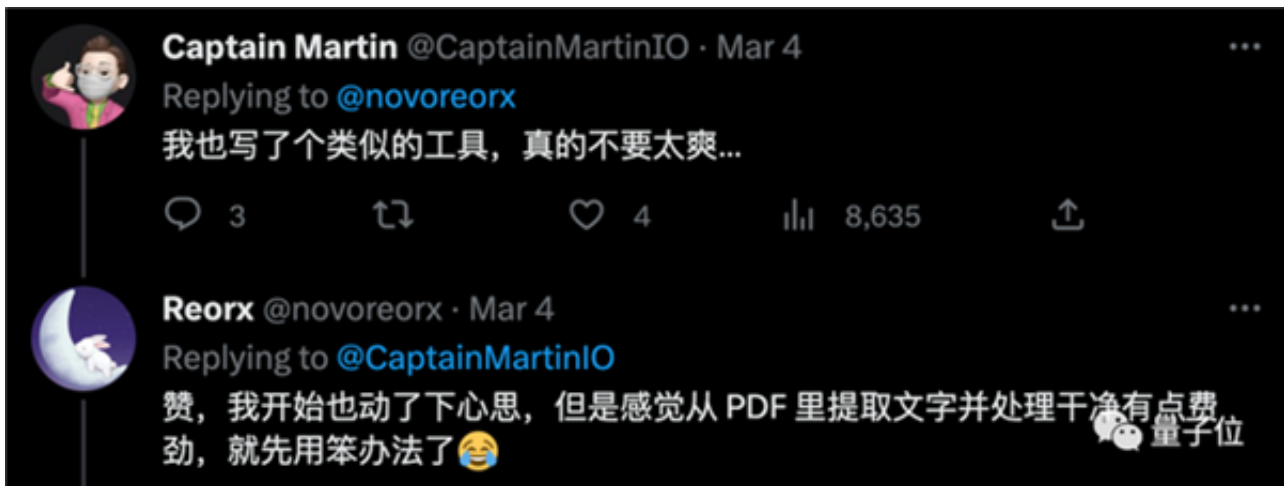 Captain Martin @CaptainMartinIO · Mar 4
Replying to @novoreorx
我也写了个类似的工具，真的不要太爽...
3 4 8,635
Reorx @novoreorx · Mar 4
Replying to @CaptainMartinIO
赞，我开始也动了下心思，但是感觉从 PDF 里提取文字并处理干净有点费
劲，就先用笨办法了😂
量子位